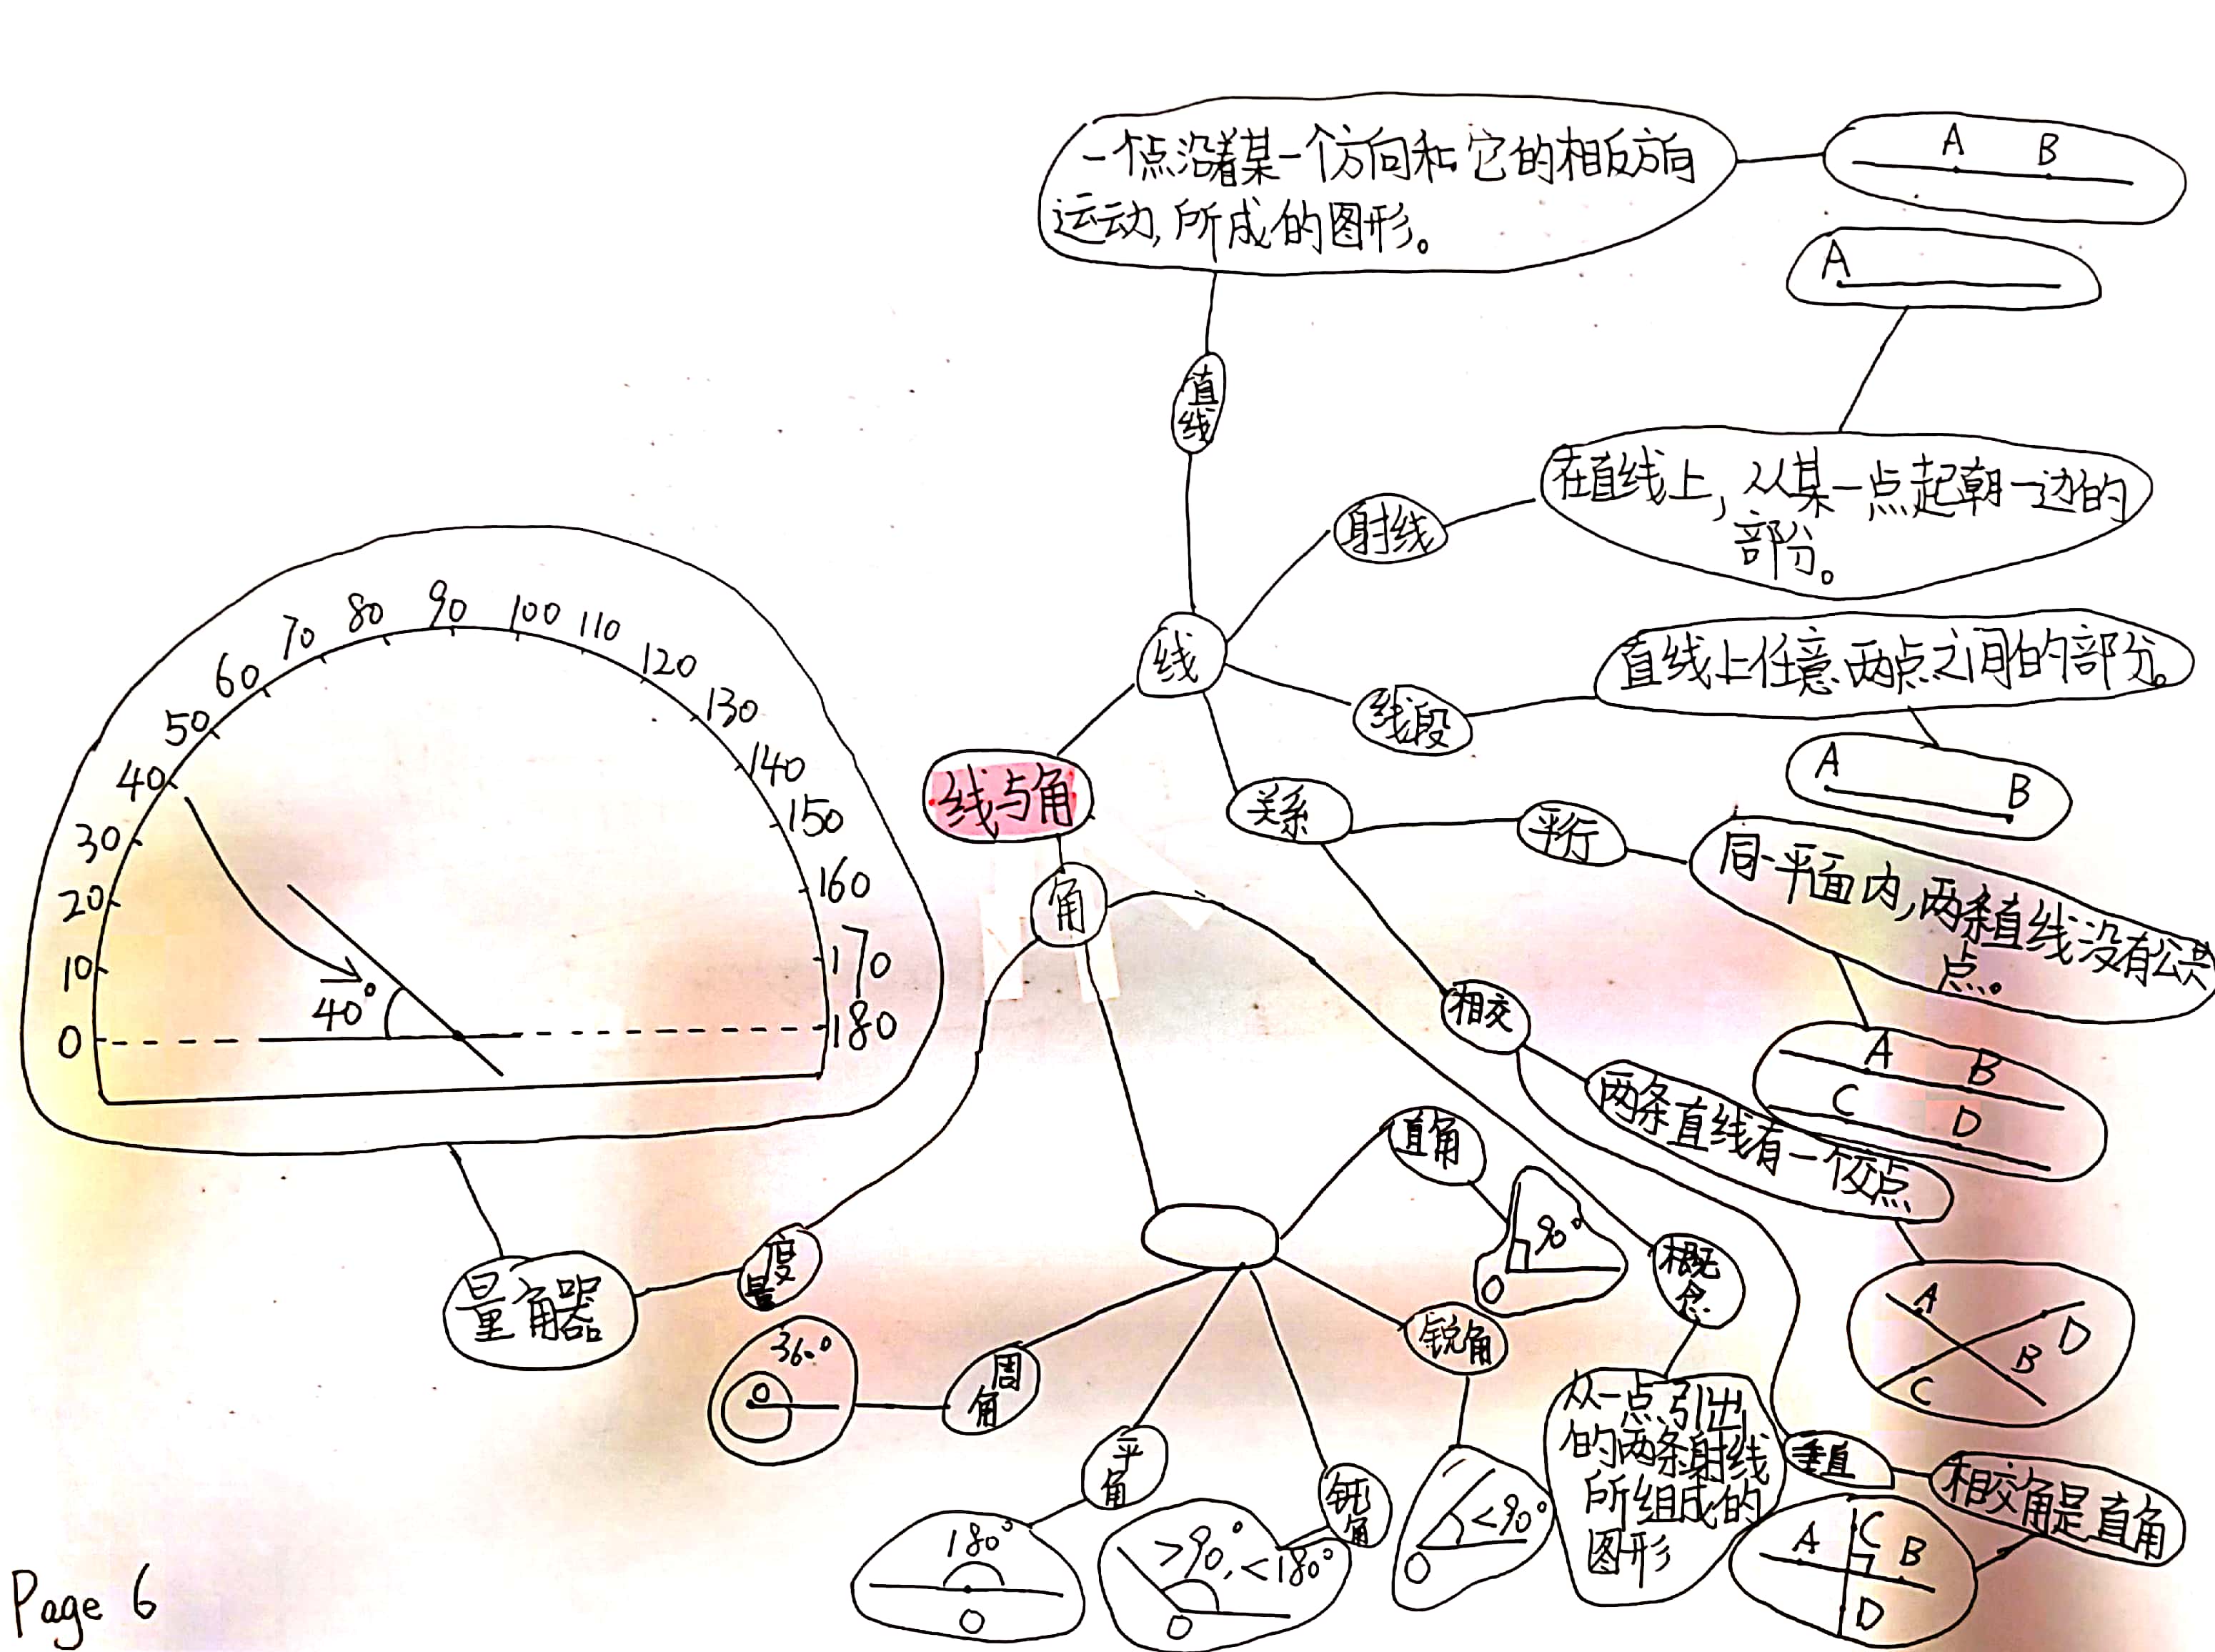 一个点沿着某一个方向和它的相反方向
运动,所成的图形。
A B
A
直线
在直线上,从某一点起朝一边的
部分。
射线
线
直线上任意两点之间的部分。
线段
A B
线与角
关系
平行
同一平面内,两条直线没有公共
点。
A B
C D
相交
两条直线有一个交点
A D
B
C
垂直
相交角是直角
A C B
D
角
概念
从一点引出
的两条射线
所组成的
图形
直角
90°
O
锐角
<90°
O
钝角
>90°,<180°
O
平角
180°
O
周角
360°
O
度量
量角器
0 10 20 30 40 50 60 70 80 90 100 110 120 130 140 150 160 170 180
40°
Page 6